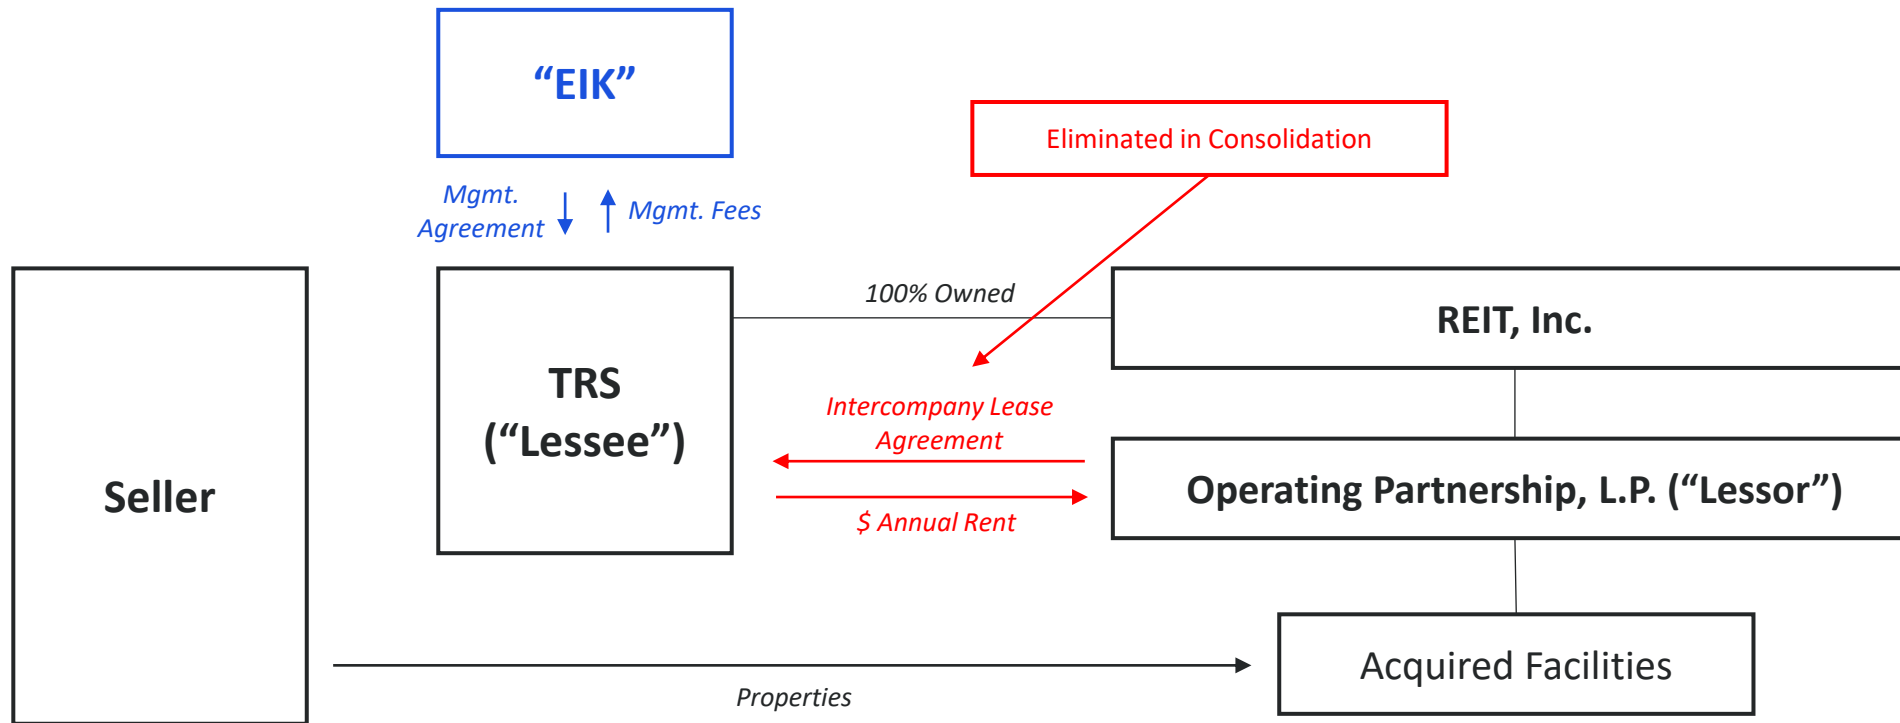 “EIK”
Eliminated in Consolidation
Mgmt.
Agreement
Mgmt. Fees
100% Owned
REIT, Inc.
TRS
(“Lessee”)
Intercompany Lease
Agreement
Seller
Operating Partnership, L.P. (“Lessor”)
$ Annual Rent
Acquired Facilities
Properties